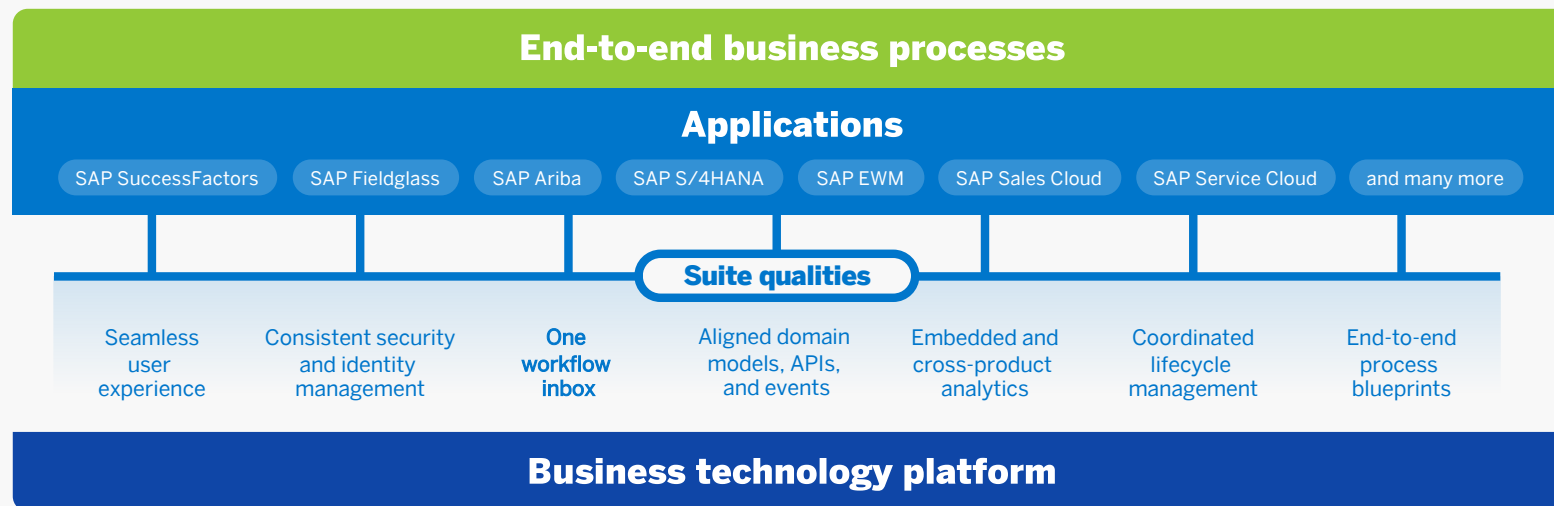 End-to-end business processes
Applications
SAP SuccessFactors
SAP Fieldglass
SAP Ariba
SAP S/4HANA
SAP EWM
SAP Sales Cloud
SAP Service Cloud
and many more
Suite qualities
Seamless
user
experience
Consistent security
and identity
management
One
workflow
inbox
Aligned domain
models, APIs,
and events
Embedded and
cross-product
analytics
Coordinated
lifecycle
management
End-to-end
process
blueprints
Business technology platform